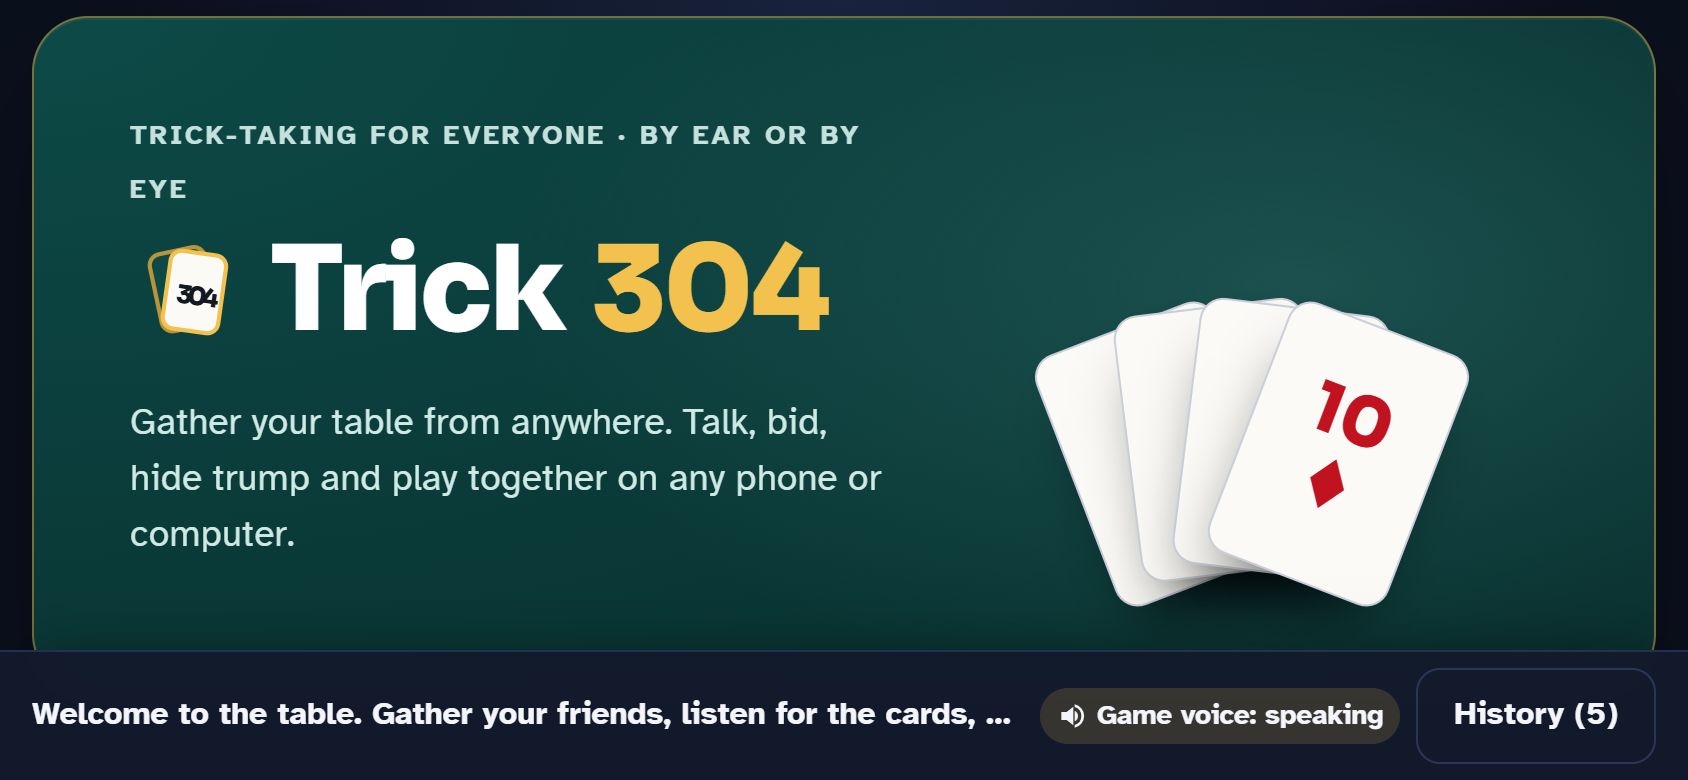 TRICK-TAKING FOR EVERYONE · BY EAR OR BY
EYE
304
Trick 304
Gather your table from anywhere. Talk, bid,
hide trump and play together on any phone or
computer.
10
Welcome to the table. Gather your friends, listen for the cards, ...
Game voice: speaking
History (5)